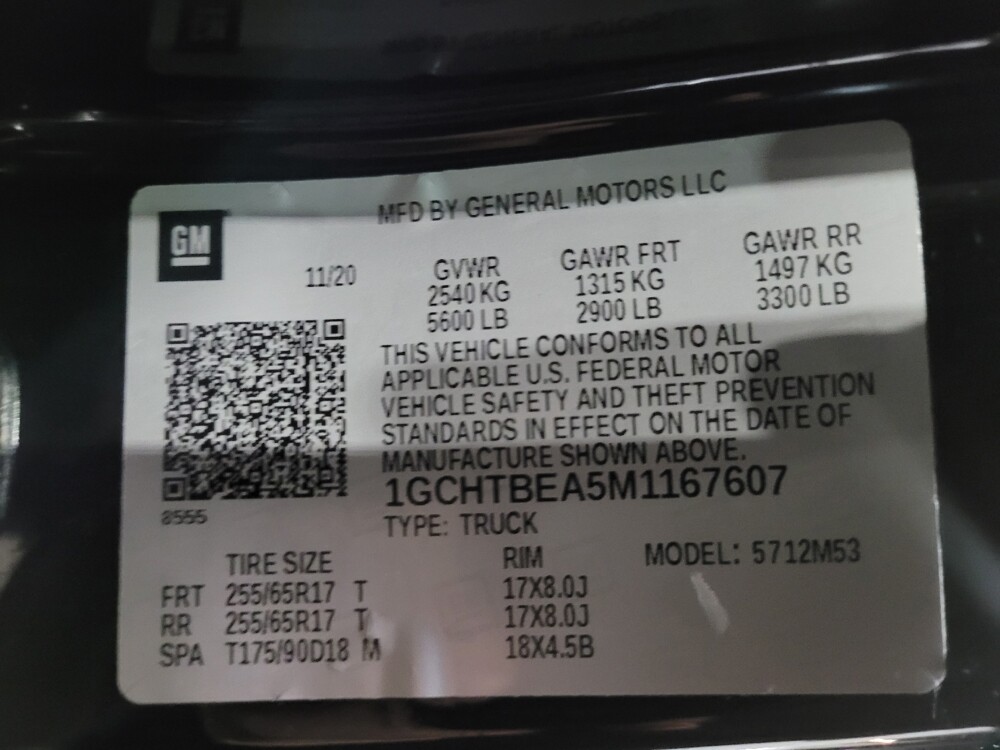 MFD BY GENERAL MOTORS LLC
GM
11/20
GVWR GAWR FRT GAWR RR
2540 KG 1315 KG 1497 KG
5600 LB 2900 LB 3300 LB
THIS VEHICLE CONFORMS TO ALL
APPLICABLE U.S. FEDERAL MOTOR
VEHICLE SAFETY AND THEFT PREVENTION
STANDARDS IN EFFECT ON THE DATE OF
MANUFACTURE SHOWN ABOVE.
1GCHTBEA5M1167607
8555
TYPE: TRUCK
TIRE SIZE RIM MODEL: 5712M53
FRT 255/65R17 T 17X8.0J
RR 255/65R17 T 17X8.0J
SPA T175/90D18 M 18X4.5B